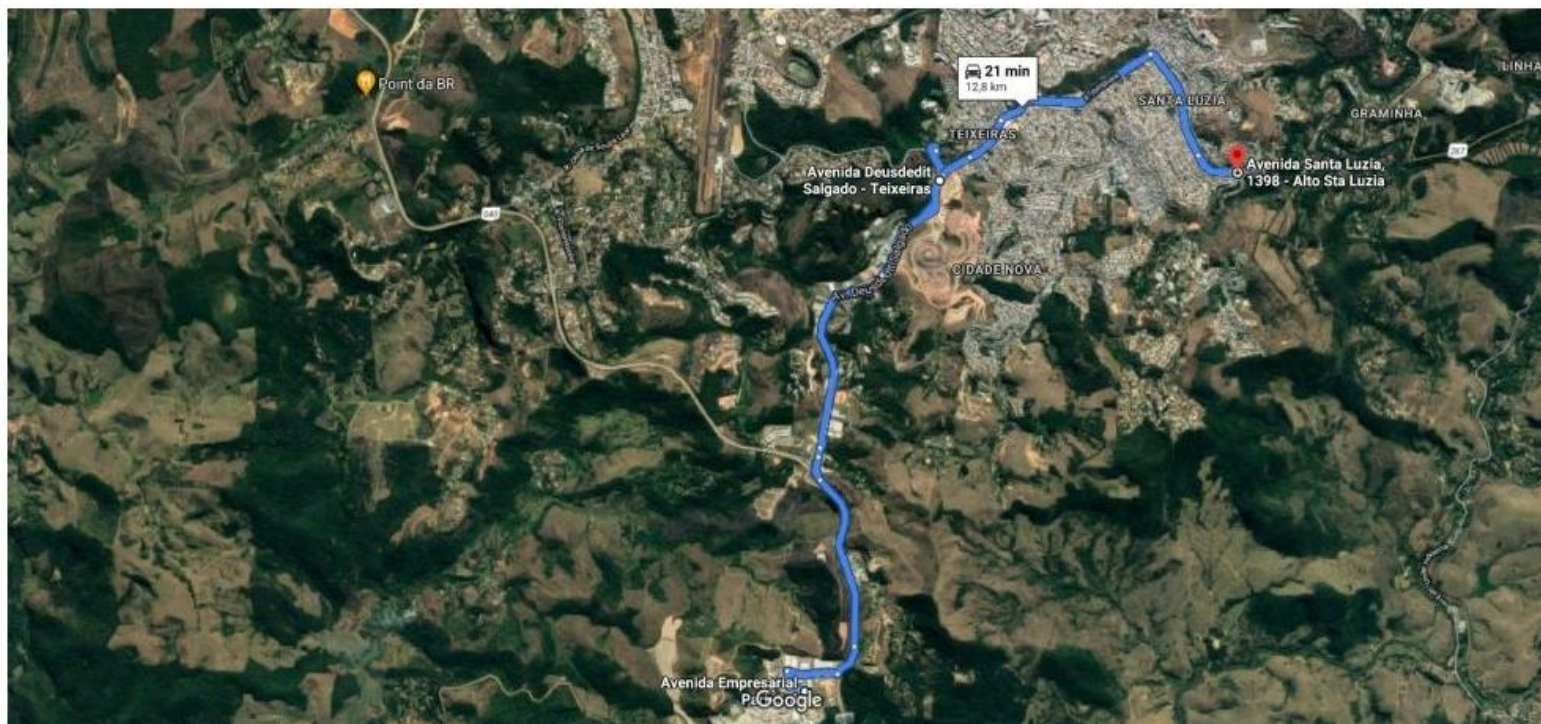 Point da BR
21 min
12,8 km
LINHA
SANTA LUZIA
GRAMINHA
TEIXEIRAS
267
Avenida Deusdedit
Salgado - Teixeiras
Avenida Santa Luzia,
1398 - Alto Sta Luzia
040
CIDADE NOVA
Avenida Empresarial
Google